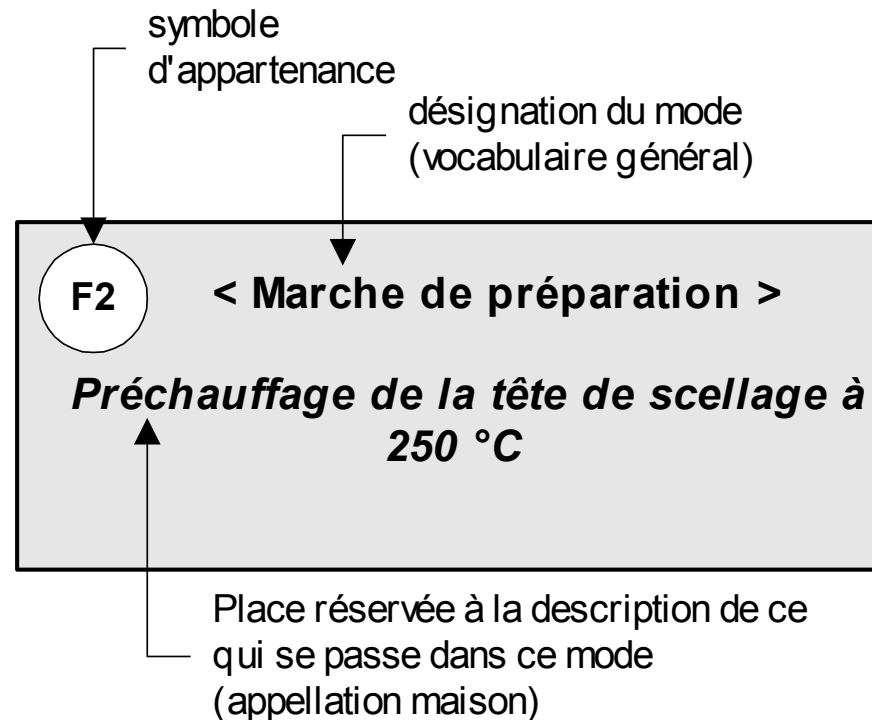 symbole
d'appartenance
désignation du mode
(vocabulaire général)
F2 < Marche de préparation >
Préchauffage de la tête de scellage à
250 °C
Place réservée à la description de ce
qui se passe dans ce mode
(appellation maison)